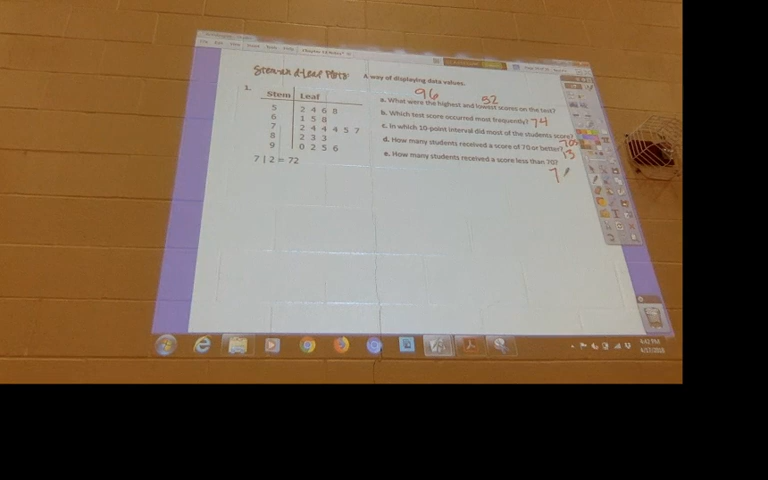 Stem and Leaf Plots A way of displaying data values.
1.
Stem Leaf
5 2 4 6 8
6 1 5 8
7 2 4 4 4 5 7
8 2 3 3
9 0 2 5 6
7 | 2 = 72
96 52
a. What were the highest and lowest scores on the test?
b. Which test score occurred most frequently? 74
c. In which 10-point interval did most of the students score?
70s
d. How many students received a score of 70 or better?
13
e. How many students received a score less than 70?
7
4:42 PM